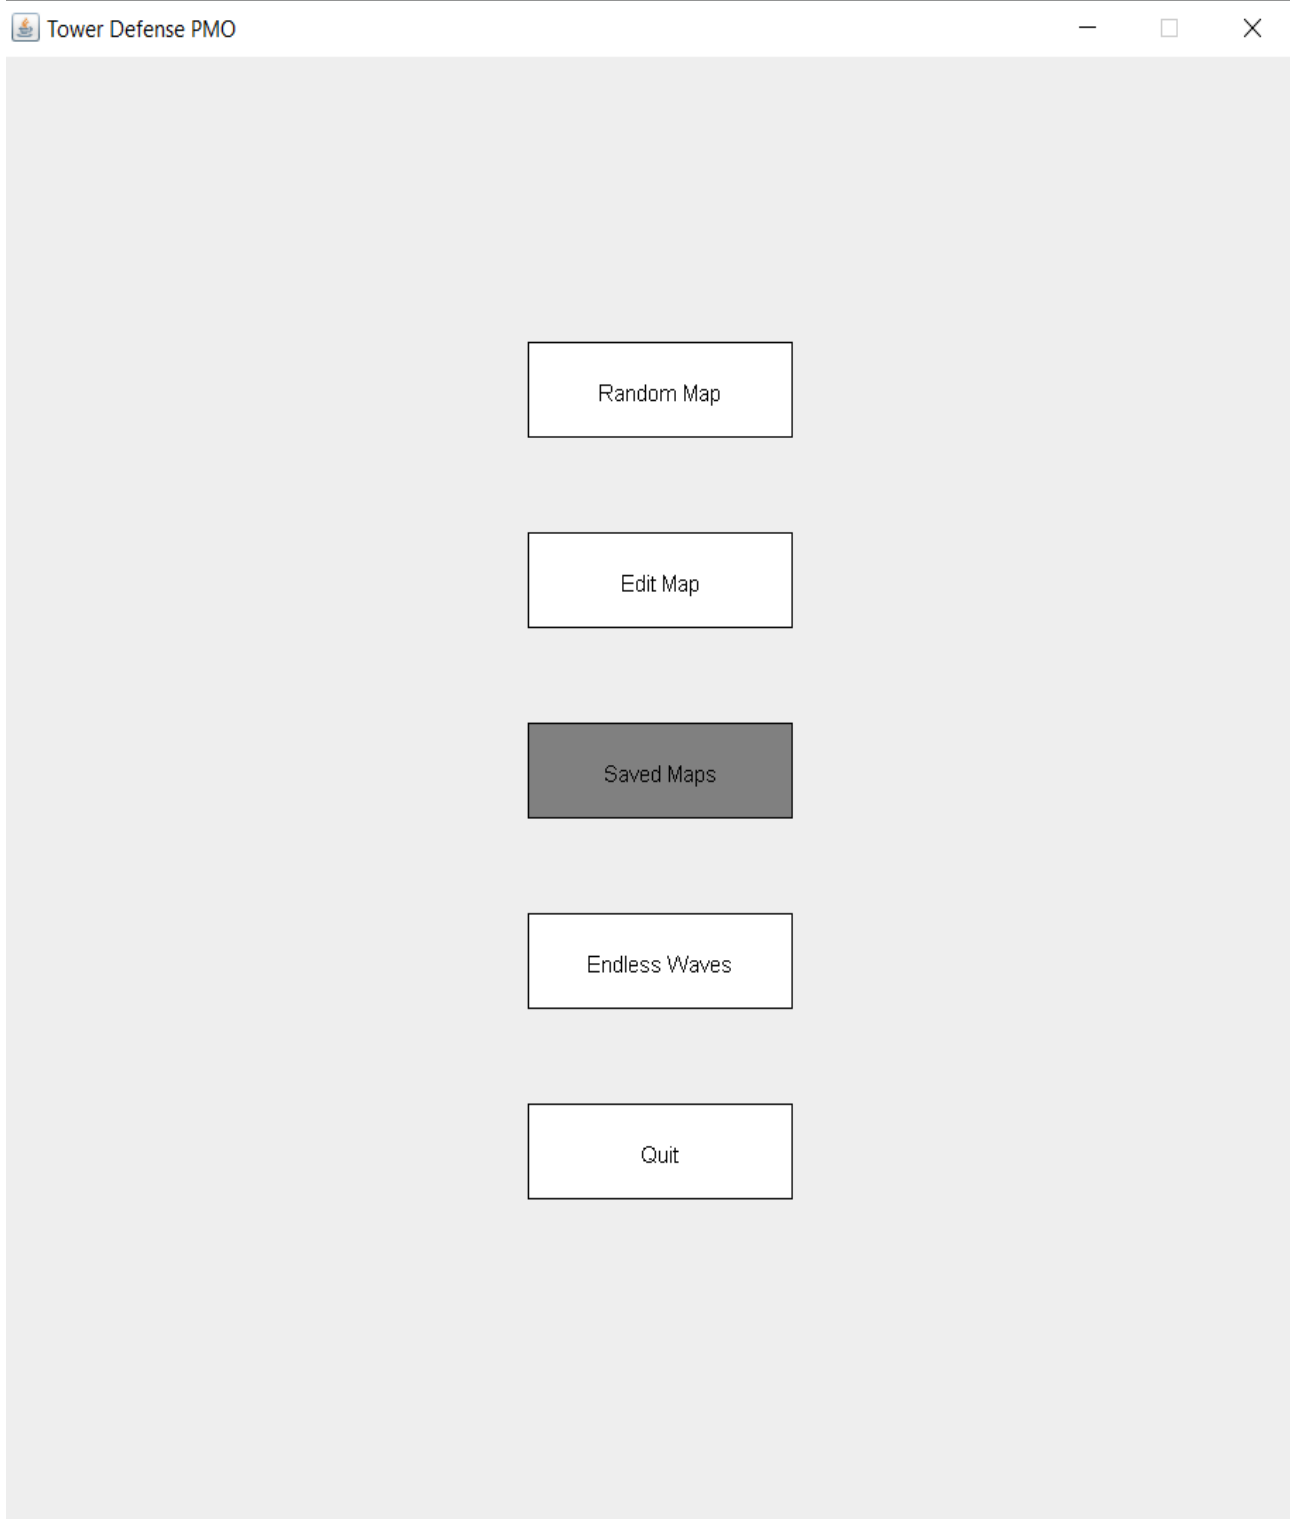 Tower Defense PMO
Random Map
Edit Map
Saved Maps
Endless Waves
Quit